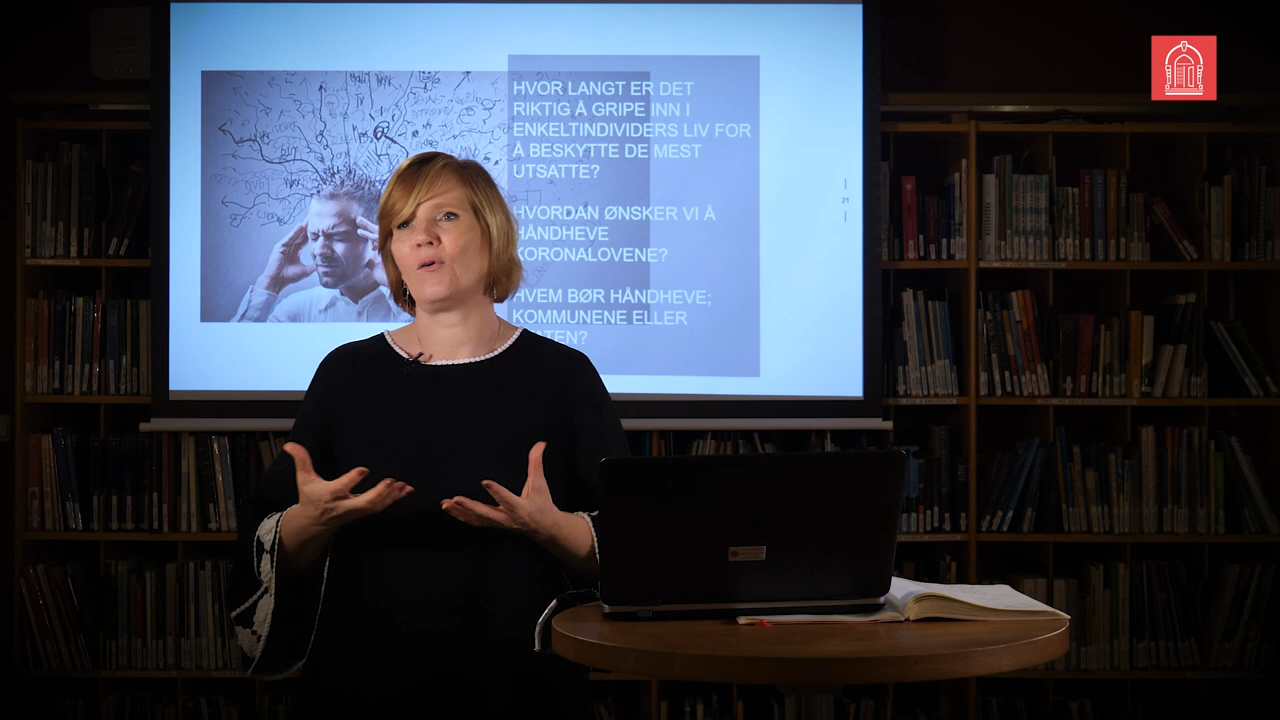 HVOR LANGT ER DET
RIKTIG Å GRIPE INN I
ENKELTINDIVIDERS LIV FOR
Å BESKYTTE DE MEST
UTSATTE?
HVORDAN ØNSKER VI Å
HÅNDHEVE
KORONALOVENE?
HVEM BØR HÅNDHEVE;
KOMMUNENE ELLER
STATEN?
21